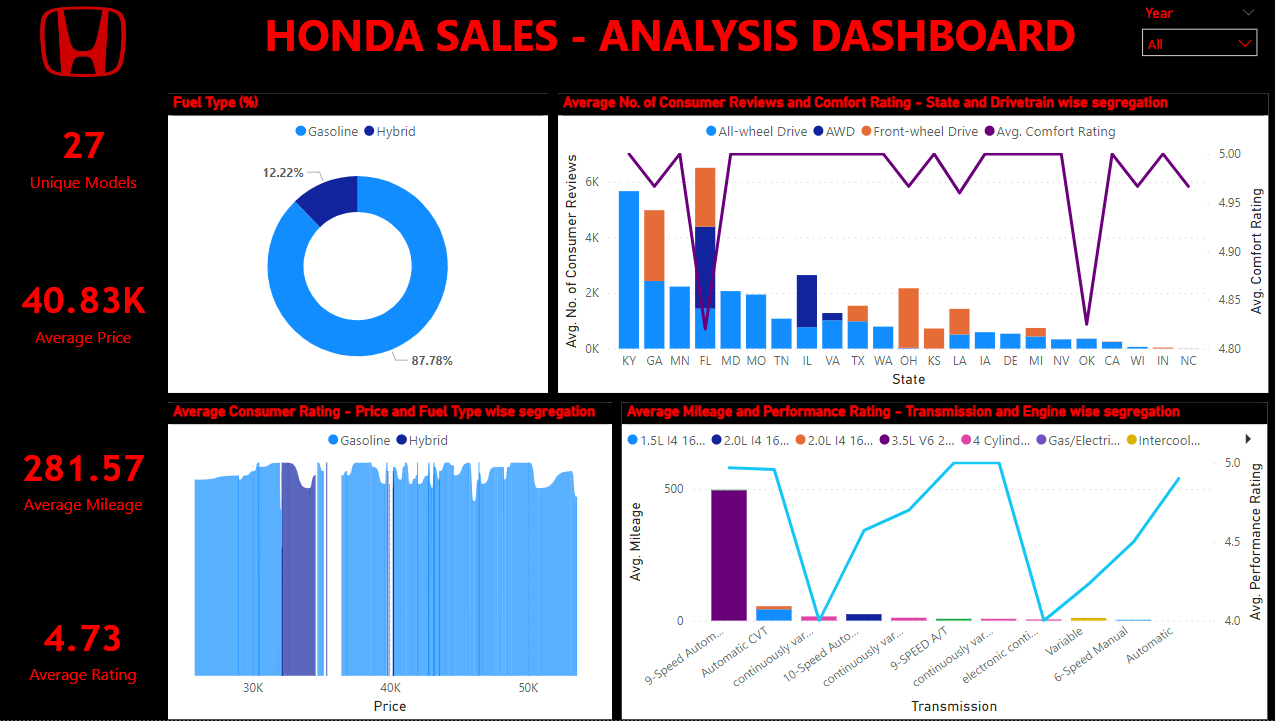 HONDA SALES - ANALYSIS DASHBOARD
Year
All
27
Unique Models
40.83K
Average Price
281.57
Average Mileage
4.73
Average Rating
Fuel Type (%)
Gasoline Hybrid
12.22%
87.78%
Average No. of Consumer Reviews and Comfort Rating - State and Drivetrain wise segregation
All-wheel Drive AWD Front-wheel Drive Avg. Comfort Rating
Avg. No. of Consumer Reviews
6K
4K
2K
0K
5.00
4.95
4.90
4.85
4.80
Avg. Comfort Rating
KY GA MN FL MD MO TN IL VA TX WA OH KS LA IA DE MI NV OK CA WI IN NC
State
Average Consumer Rating - Price and Fuel Type wise segregation
Gasoline Hybrid
30K 40K 50K
Price
Average Mileage and Performance Rating - Transmission and Engine wise segregation
1.5L I4 16... 2.0L I4 16... 2.0L I4 16... 3.5L V6 2... 4 Cylind... Gas/Electri... Intercool...
Avg. Mileage
500
0
5.0
4.5
4.0
Avg. Performance Rating
9-Speed Autom...
Automatic CVT
continuously var...
10-Speed Auto...
continuously var...
9-SPEED A/T
continuously var...
electronic conti...
Variable
6-Speed Manual
Automatic
Transmission